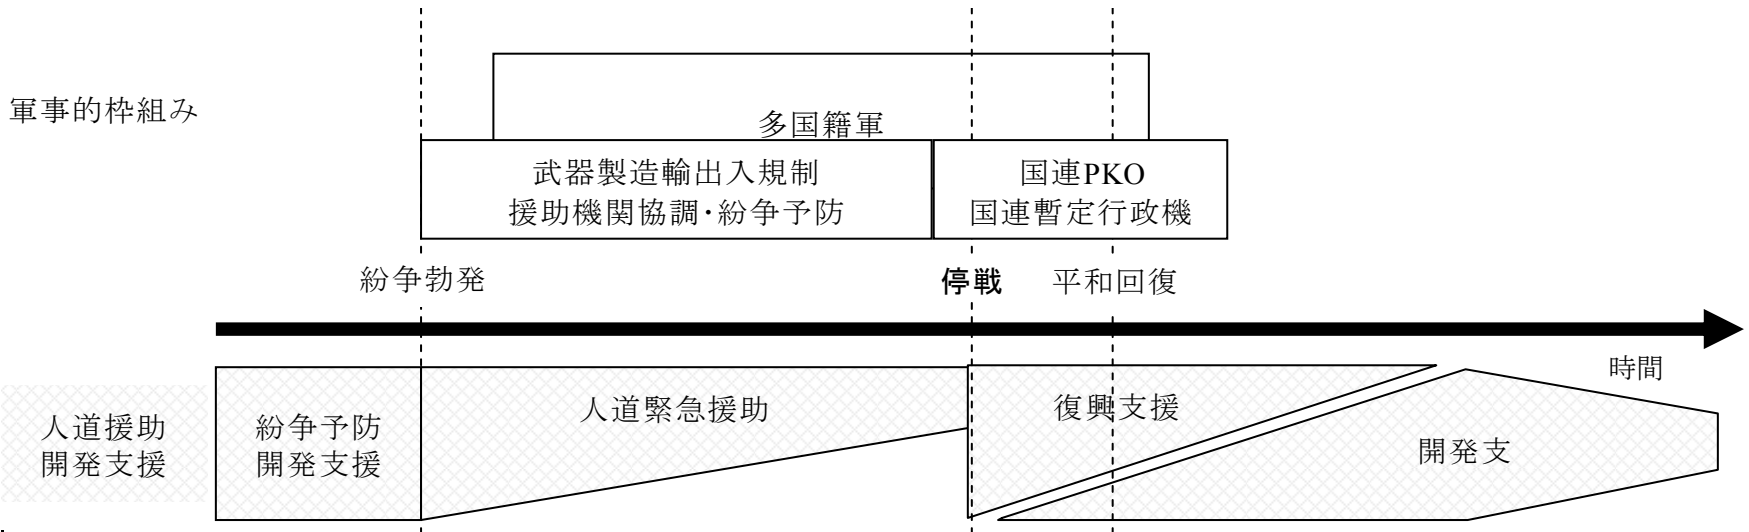 軍事的枠組み
多国籍軍
武器製造輸出入規制
援助機関協調・紛争予防
国連PKO
国連暫定行政機
紛争勃発
停戦
平和回復
時間
人道援助
開発支援
紛争予防
開発支援
人道緊急援助
復興支援
開発支